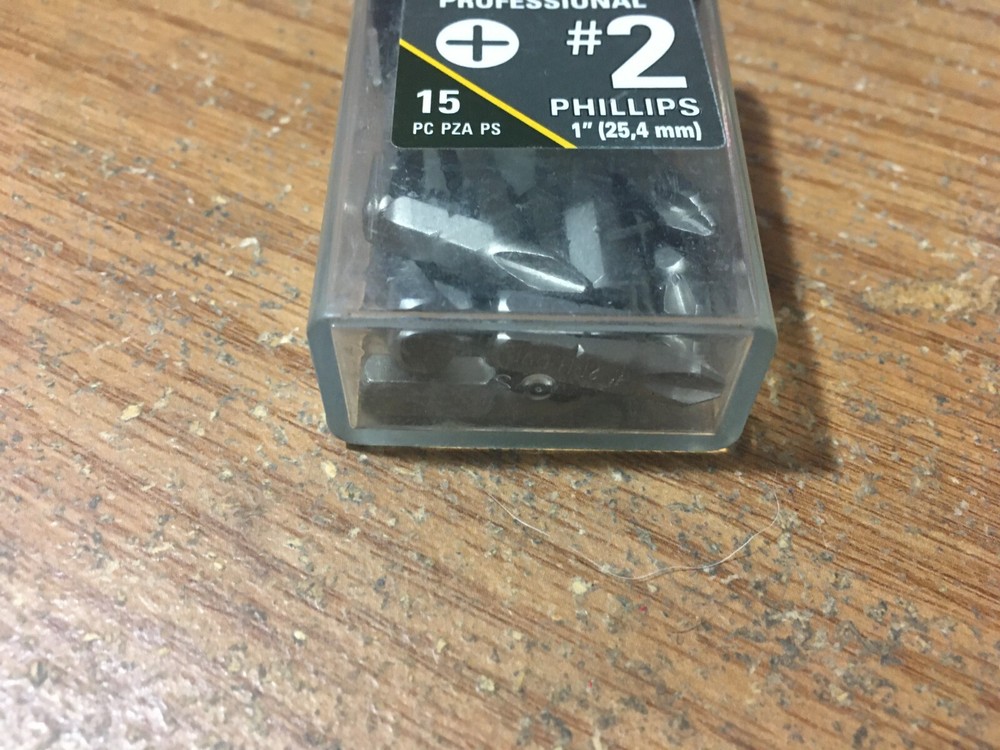 PROFESSIONAL
#2
PHILLIPS
1" (25,4 mm)
15
PC PZA PS